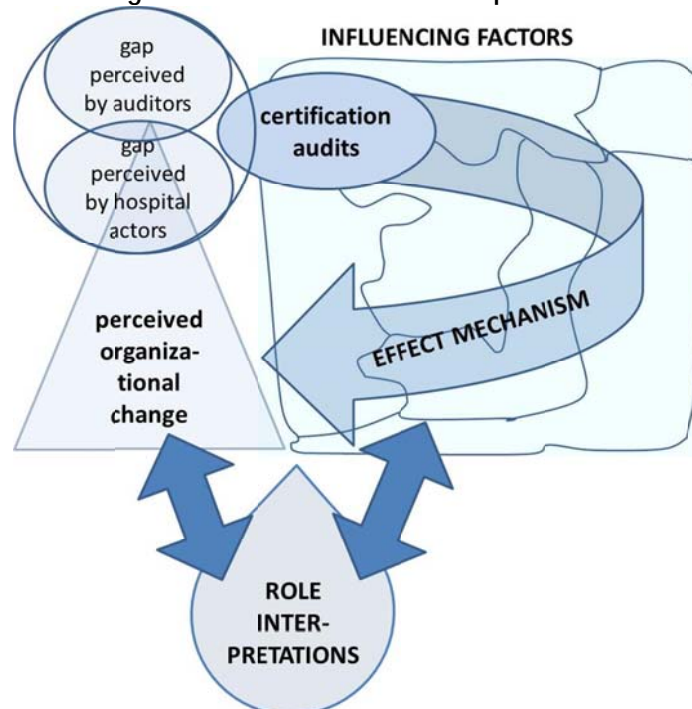 INFLUENCING FACTORS
gap
perceived
by auditors
certification
audits
gap
perceived
by hospital
actors
EFFECT MECHANISM
perceived
organiza-
tional
change
ROLE
INTER-
PRETATIONS